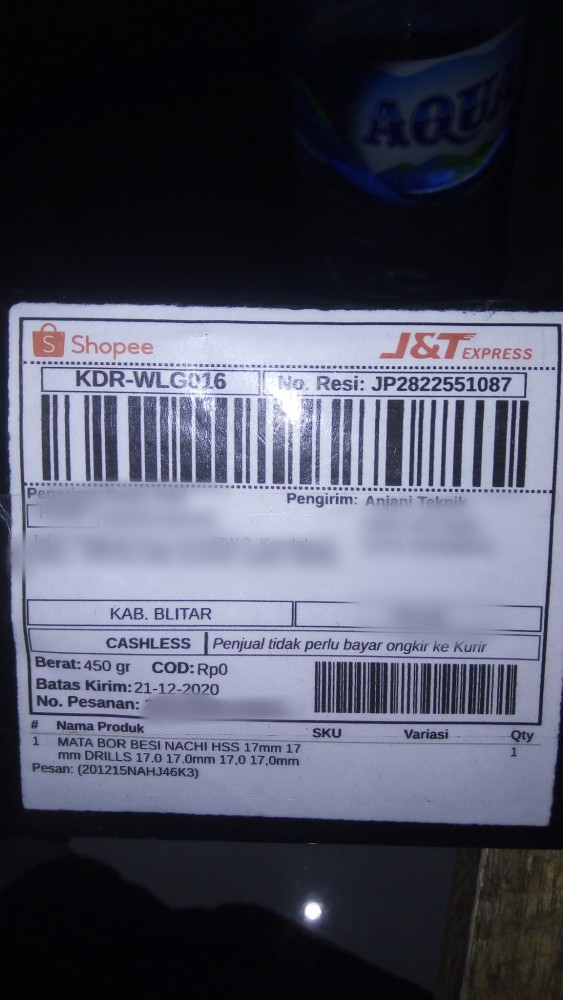 AQUA
Shopee
J&T EXPRESS
KDR-WLG016
No. Resi: JP2822551087
Pengirim: Anjani Teknik
KAB. BLITAR
CASHLESS Penjual tidak perlu bayar ongkir ke Kurir
Berat: 450 gr COD: Rp0
Batas Kirim: 21-12-2020
No. Pesanan:
# Nama Produk SKU Variasi Qty
1 MATA BOR BESI NACHI HSS 17mm 17 1
mm DRILLS 17.0 17.0mm 17,0 17,0mm
Pesan: (201215NAHJ46K3)